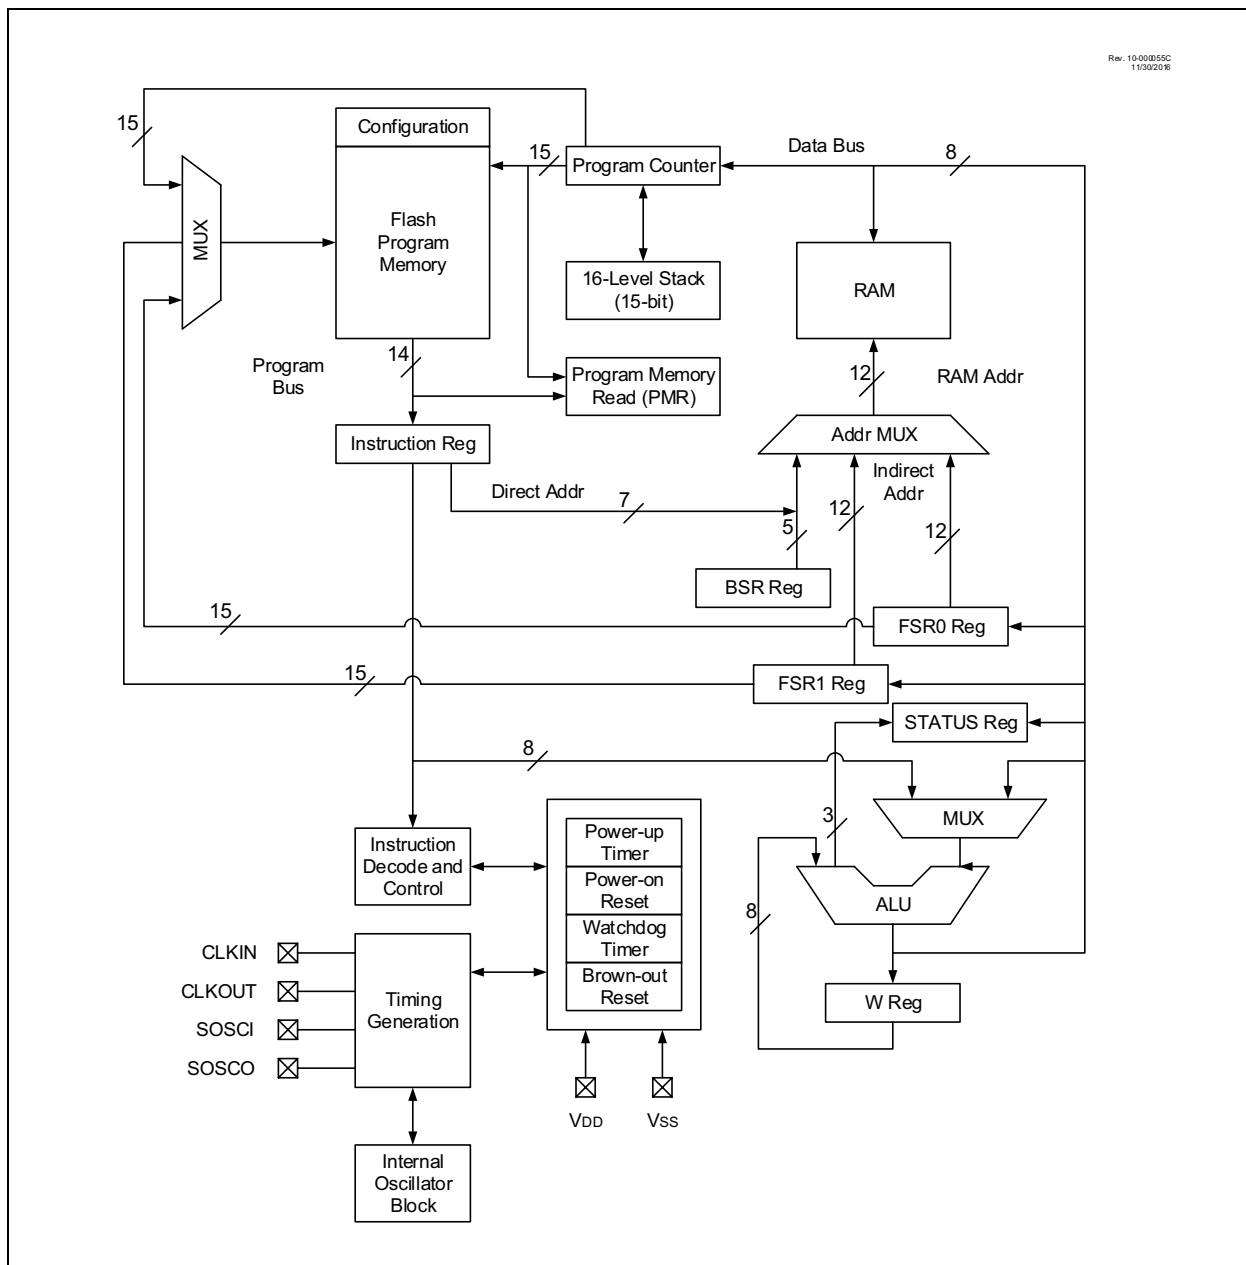 Rev. 10-000055C
11/30/2016
15
Configuration
15
Program Counter
Data Bus
8
MUX
Flash
Program
Memory
16-Level Stack
(15-bit)
RAM
Program
Bus
14
Program Memory
Read (PMR)
12
RAM Addr
Addr MUX
Instruction Reg
Indirect
Addr
Direct Addr
7
12
5
12
BSR Reg
15
FSR0 Reg
15
FSR1 Reg
STATUS Reg
8
3
MUX
Instruction
Decode and
Control
Power-up
Timer
Power-on
Reset
Watchdog
Timer
Brown-out
Reset
8
ALU
CLKIN
CLKOUT
SOSCI
SOSCO
Timing
Generation
W Reg
VDD
VSS
Internal
Oscillator
Block